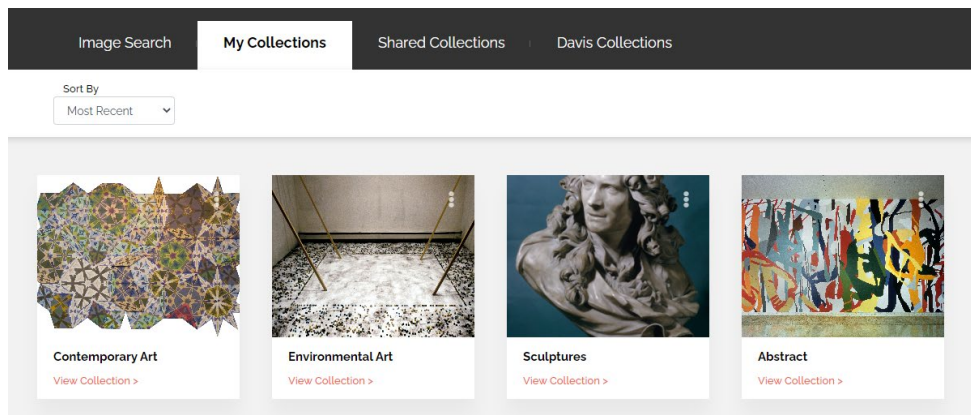 Image Search
My Collections
Shared Collections
Davis Collections
Sort By
Most Recent
Contemporary Art
View Collection >
Environmental Art
View Collection >
Sculptures
View Collection >
Abstract
View Collection >